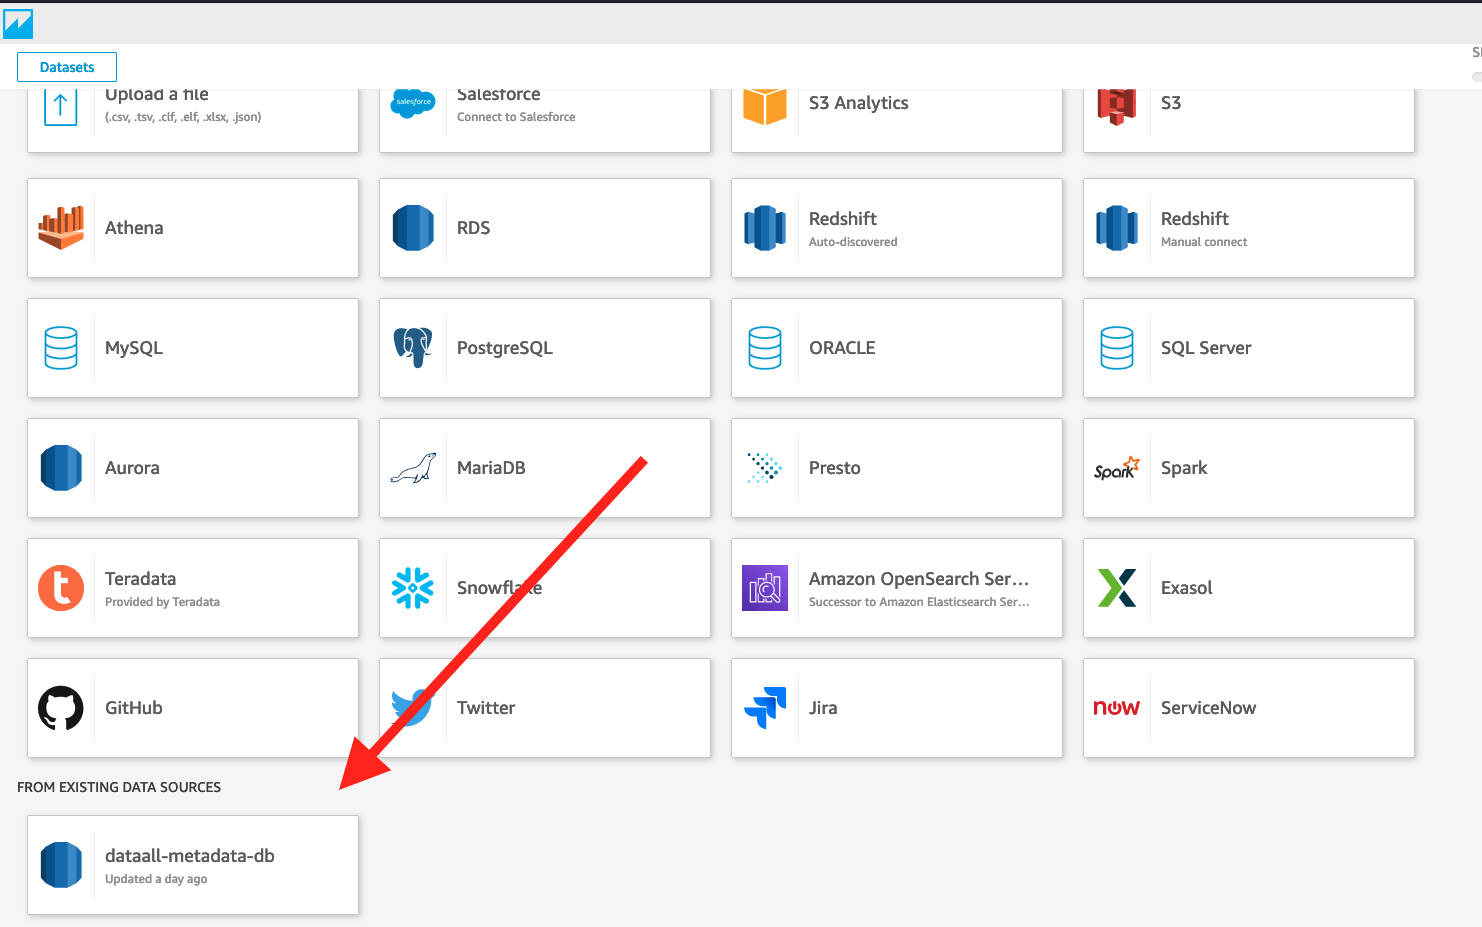 Datasets
Upload a file
(.csv, .tsv, .clf, .elf, .xlsx, .json)
salesforce
Salesforce
Connect to Salesforce
S3 Analytics
S3
Athena
RDS
Redshift
Auto-discovered
Redshift
Manual connect
MySQL
PostgreSQL
ORACLE
SQL Server
Aurora
MariaDB
Presto
Spark
Spark
t
Teradata
Provided by Teradata
Snowflake
Amazon OpenSearch Ser...
Successor to Amazon Elasticsearch Ser...
Exasol
GitHub
Twitter
Jira
now
ServiceNow
FROM EXISTING DATA SOURCES
dataall-metadata-db
Updated a day ago